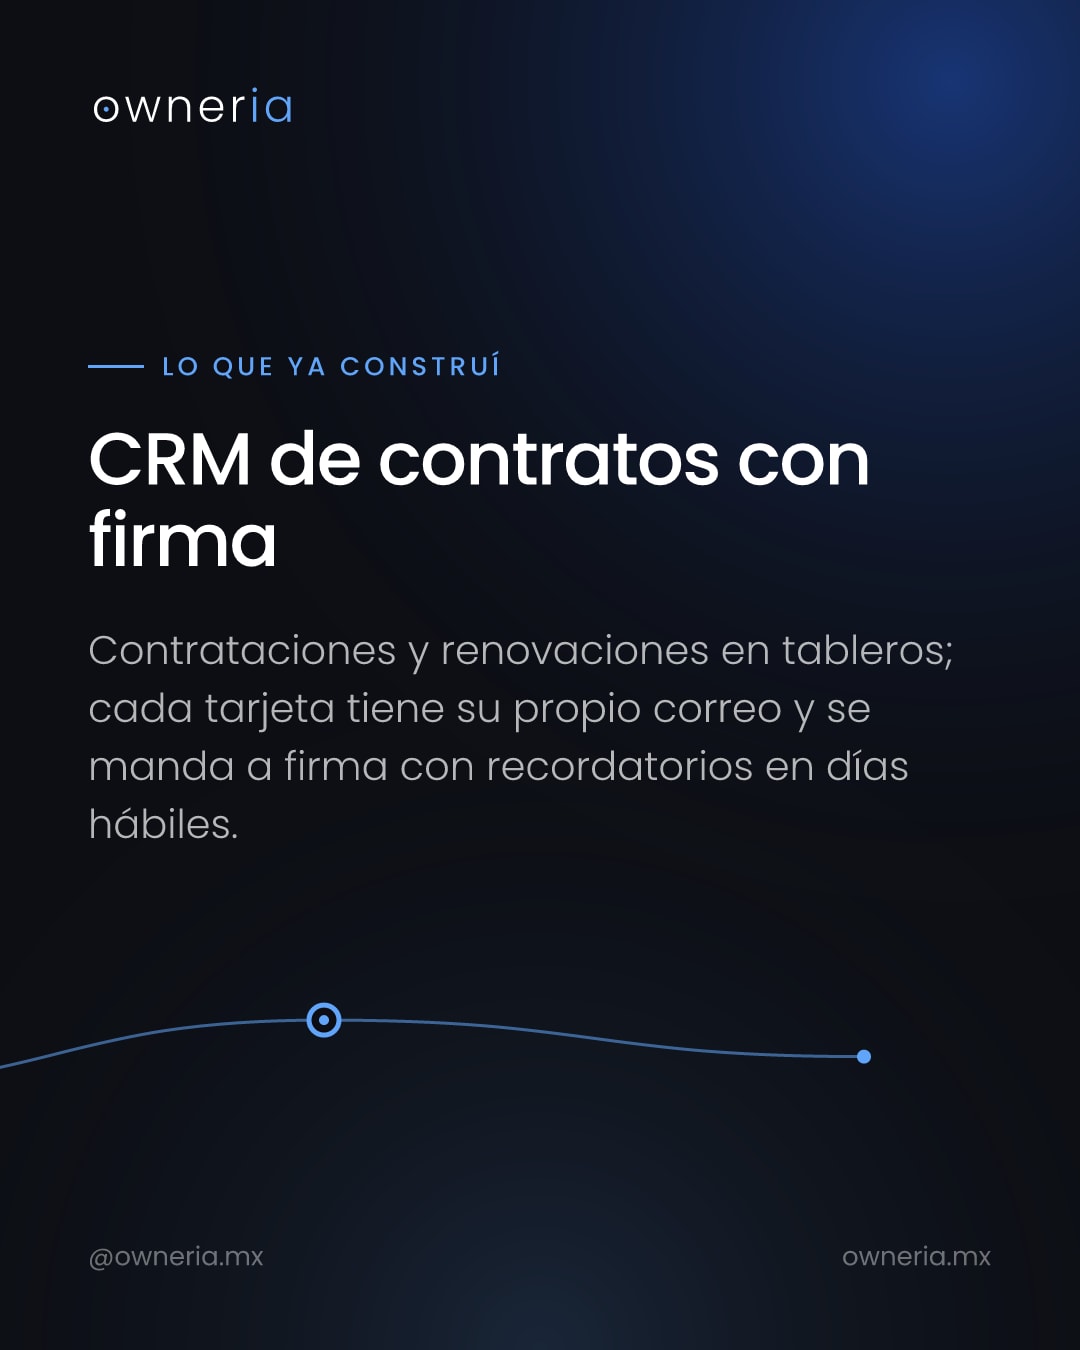 owneria
LO QUE YA CONSTRUÍ
CRM de contratos con
firma
Contrataciones y renovaciones en tableros;
cada tarjeta tiene su propio correo y se
manda a firma con recordatorios en días
hábiles.
@owneria.mx
owneria.mx